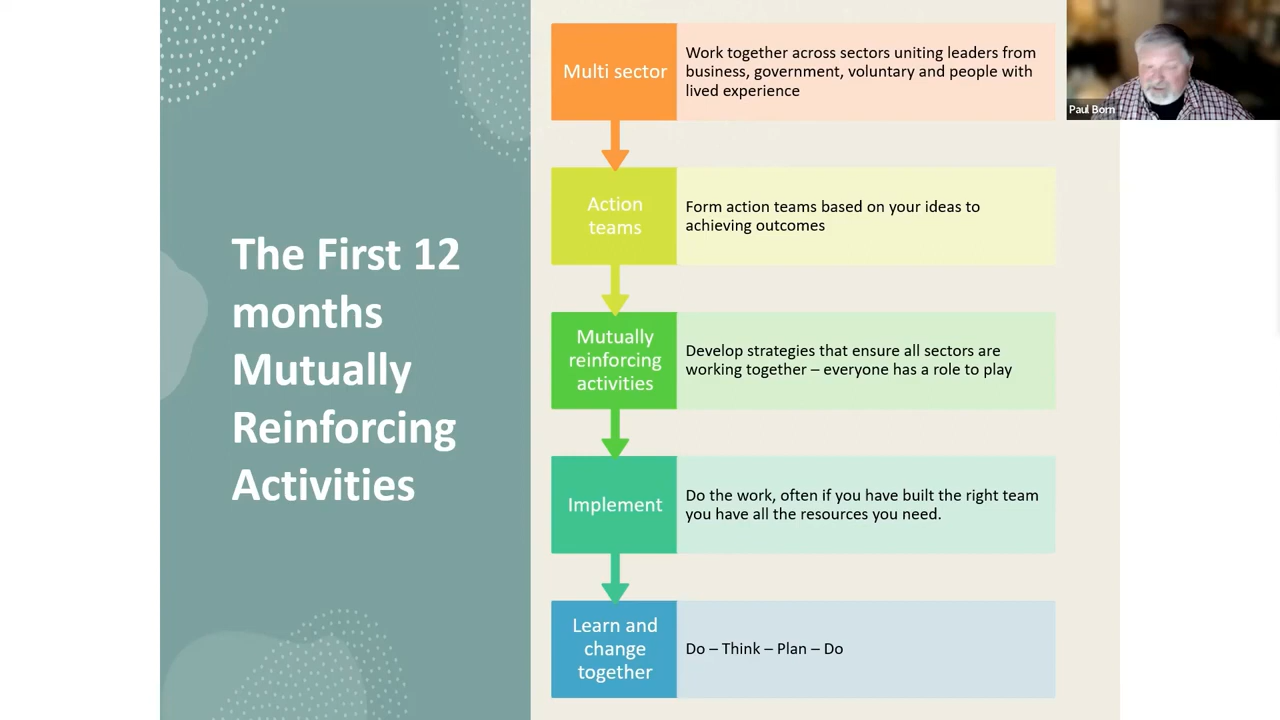 The First 12
months
Mutually
Reinforcing
Activities
Multi sector
Work together across sectors uniting leaders from
business, government, voluntary and people with
lived experience
Action
teams
Form action teams based on your ideas to
achieving outcomes
Mutually
reinforcing
activities
Develop strategies that ensure all sectors are
working together – everyone has a role to play
Implement
Do the work, often if you have built the right team
you have all the resources you need.
Learn and
change
together
Do – Think – Plan – Do
Paul Born